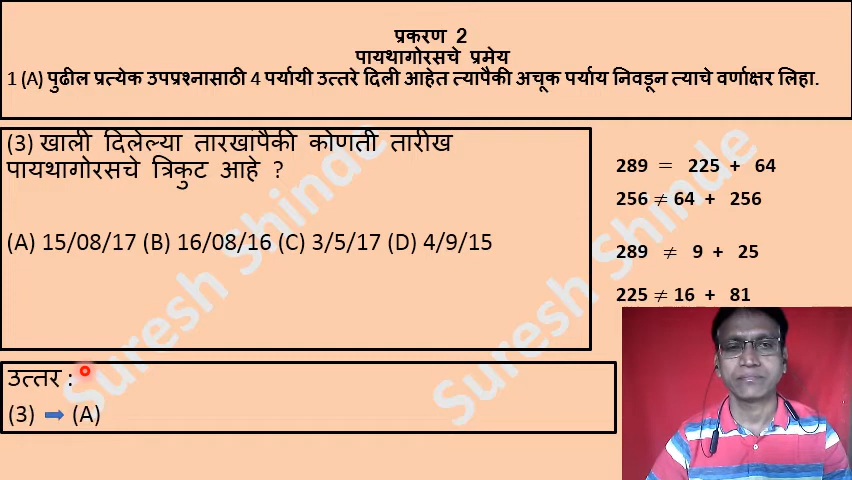 प्रकरण 2
पायथागोरसचे प्रमेय
1 (A) पुढील प्रत्येक उपप्रश्नासाठी 4 पर्यायी उत्तरे दिली आहेत त्यापैकी अचूक पर्याय निवडून त्याचे वर्णाक्षर लिहा.
(3) खाली दिलेल्या तारखांपैकी कोणती तारीख
पायथागोरसचे त्रिकुट आहे ?
(A) 15/08/17 (B) 16/08/16 (C) 3/5/17 (D) 4/9/15
289 = 225 + 64
256 ≠ 64 + 256
289 ≠ 9 + 25
225 ≠ 16 + 81
उत्तर :
(3) ➡ (A)
Suresh Shinde
Suresh Shinde